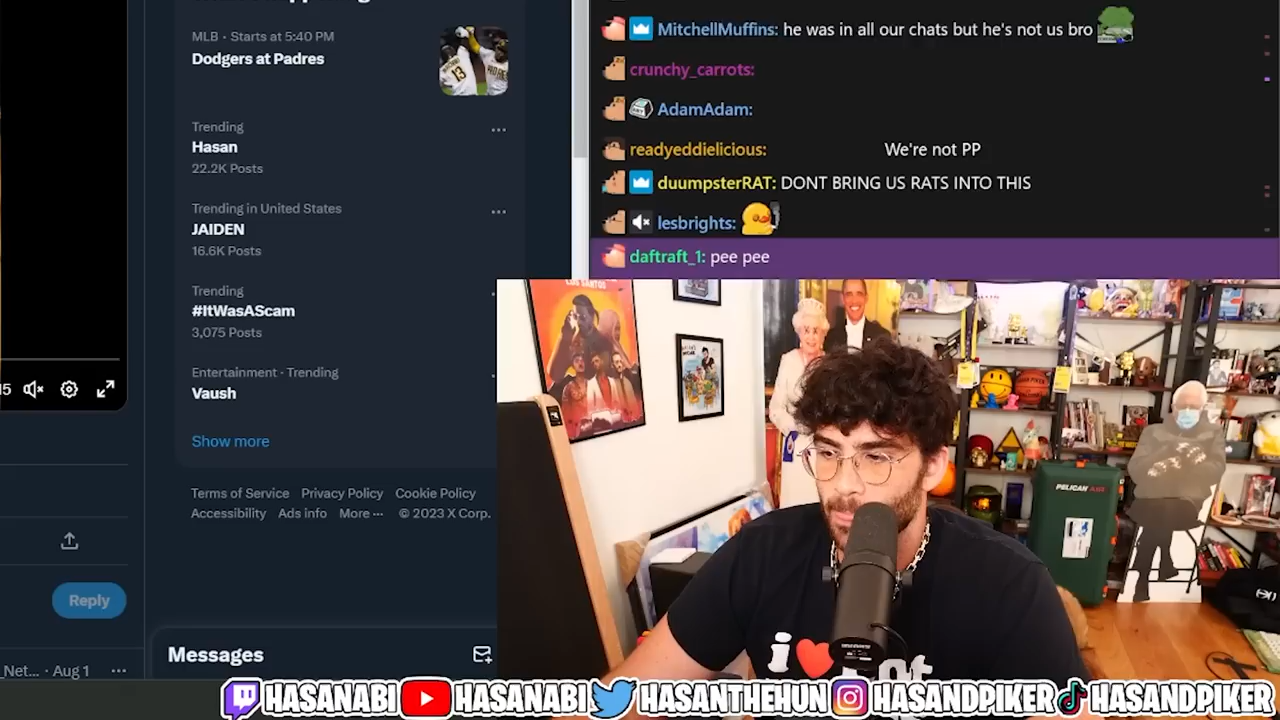 MLB · Starts at 5:40 PM
Dodgers at Padres
Trending
Hasan
22.2K Posts
Trending in United States
JAIDEN
16.6K Posts
Trending
#ItWasAScam
3,075 Posts
Entertainment · Trending
Vaush
Show more
Terms of Service Privacy Policy Cookie Policy
Accessibility Ads info More ··· © 2023 X Corp.
Reply
Messages
Net... · Aug 1
MitchellMuffins: he was in all our chats but he's not us bro
crunchy_carrots:
AdamAdam:
readyeddielicious: We're not PP
duumpsterRAT: DONT BRING US RATS INTO THIS
lesbrights:
daftraft_1: pee pee
LOS SANTOS
PELICAN
i
HASANABI HASANABI HASANTHEHUN HASANDPIKER HASANDPIKER